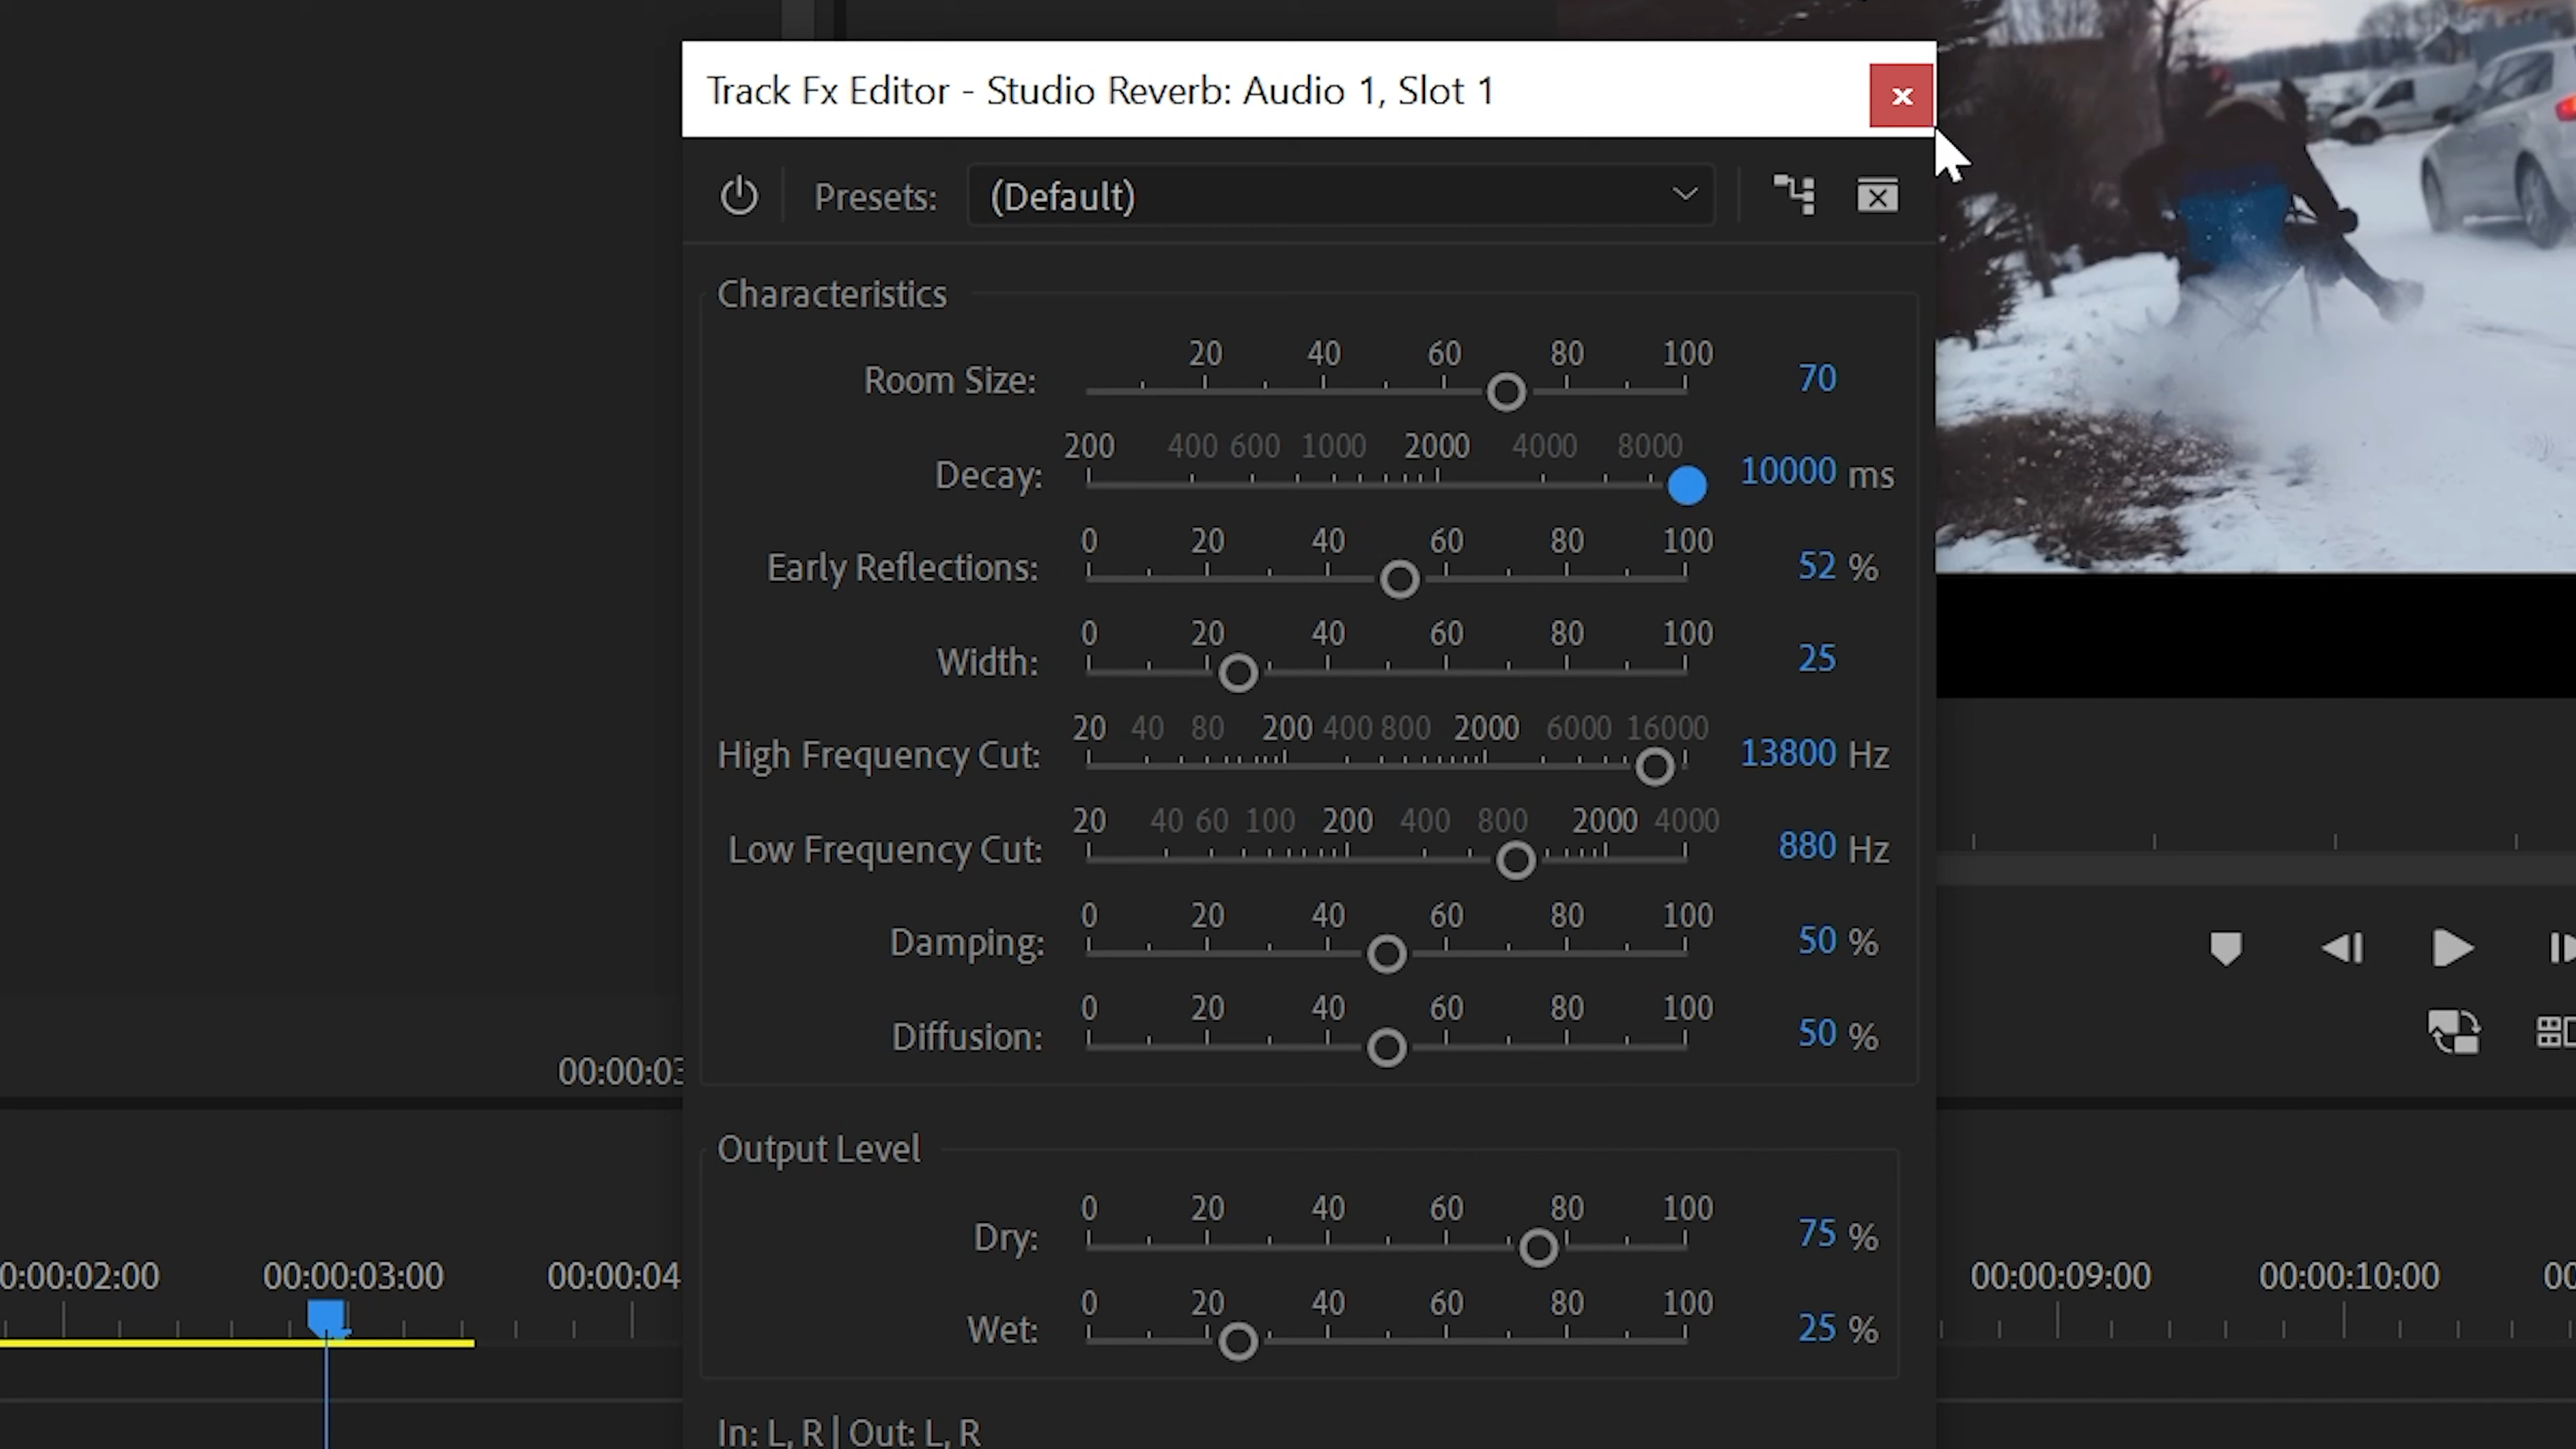 Track Fx Editor - Studio Reverb: Audio 1, Slot 1
Presets: (Default)
Characteristics
20 40 60 80 100
Room Size: 70
200 400 600 1000 2000 4000 8000
Decay: 10000 ms
0 20 40 60 80 100
Early Reflections: 52 %
0 20 40 60 80 100
Width: 25
20 40 80 200 400 800 2000 6000 16000
High Frequency Cut: 13800 Hz
20 40 60 100 200 400 800 2000 4000
Low Frequency Cut: 880 Hz
0 20 40 60 80 100
Damping: 50 %
0 20 40 60 80 100
Diffusion: 50 %
00:00:03
Output Level
0 20 40 60 80 100
Dry: 75 %
0:00:02:00 00:00:03:00 00:00:04 00:00:09:00 00:00:10:00 00
0 20 40 60 80 100
Wet: 25 %
In: L, R | Out: L, R